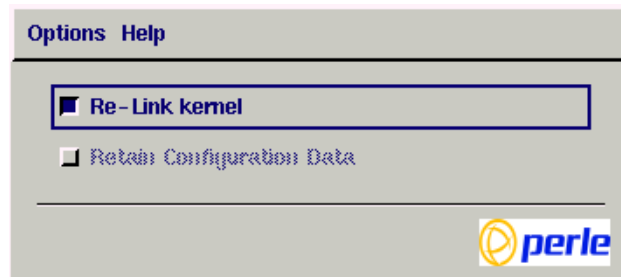 Options Help
Re-Link kernel
Retain Configuration Data
perle